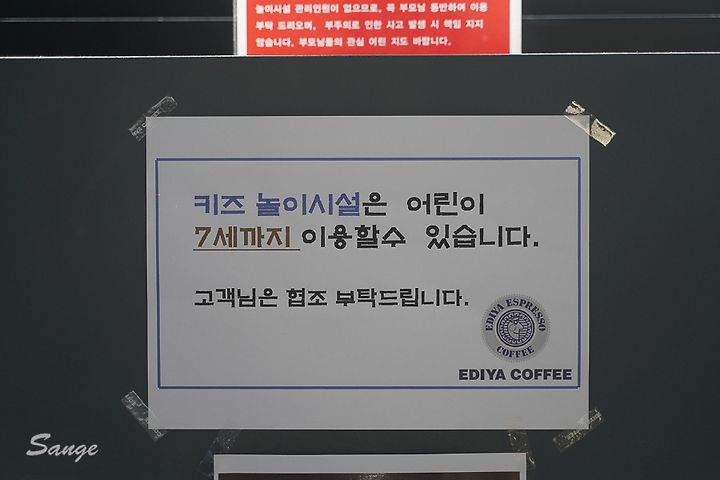 놀이시설 관리인원이 없으므로, 꼭 부모님 동반하여 이용
부탁 드리오며, 부주의로 인한 사고 발생 시 책임 지지
않습니다. 부모님들의 관심 어린 지도 바랍니다.
키즈 놀이시설은 어린이
7세까지 이용할수 있습니다.
고객님은 협조 부탁드립니다.
EDIYA ESPRESSO
COFFEE
EDIYA COFFEE
Sange